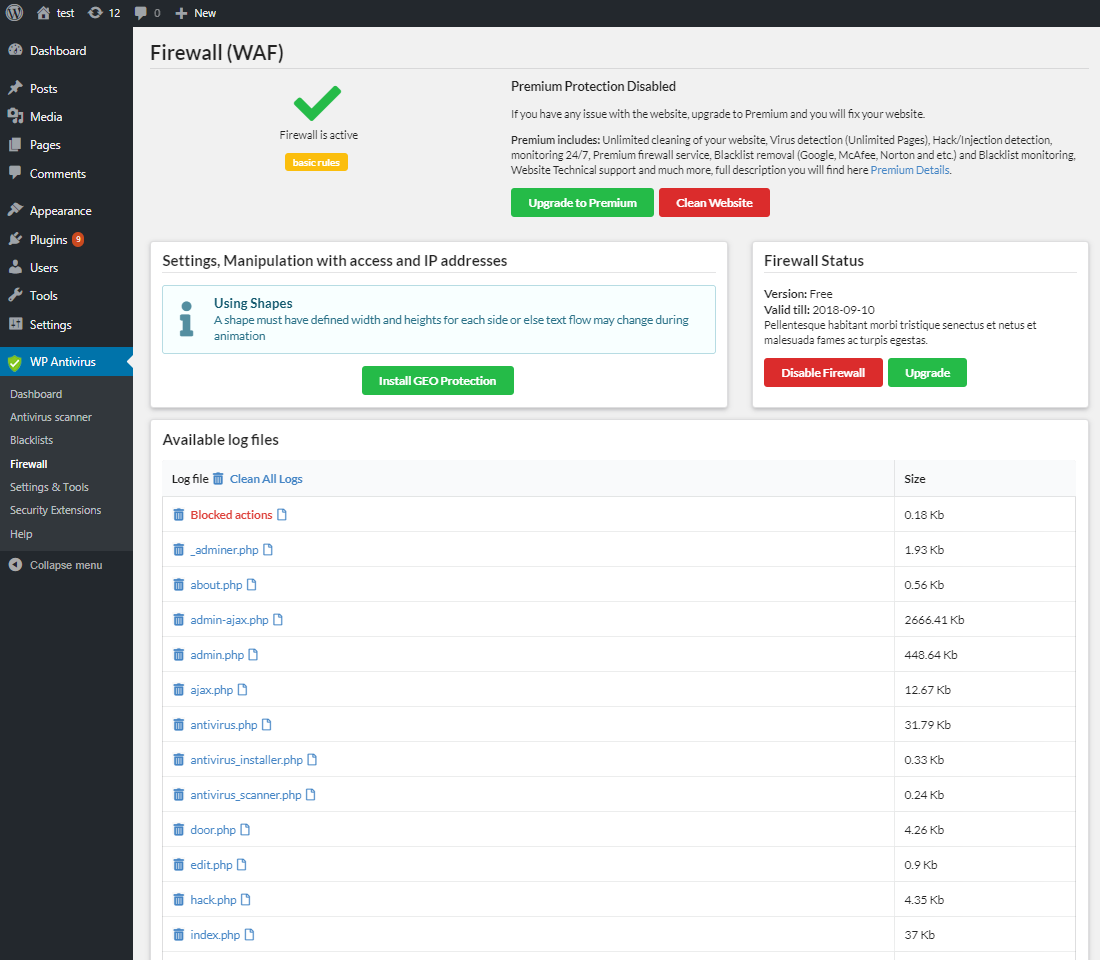 test 12 0 New
Dashboard
Posts
Media
Pages
Comments
Appearance
Plugins 9
Users
Tools
Settings
WP Antivirus
Dashboard
Antivirus scanner
Blacklists
Firewall
Settings & Tools
Security Extensions
Help
Collapse menu
Firewall (WAF)
Firewall is active
basic rules
Premium Protection Disabled
If you have any issue with the website, upgrade to Premium and you will fix your website.
Premium includes: Unlimited cleaning of your website, Virus detection (Unlimited Pages), Hack/Injection detection,
monitoring 24/7, Premium firewall service, Blacklist removal (Google, McAfee, Norton and etc.) and Blacklist monitoring,
Website Technical support and much more, full description you will find here Premium Details.
Upgrade to Premium Clean Website
Settings, Manipulation with access and IP addresses
Using Shapes
A shape must have defined width and heights for each side or else text flow may change during
animation
Install GEO Protection
Firewall Status
Version: Free
Valid till: 2018-09-10
Pellentesque habitant morbi tristique senectus et netus et
malesuada fames ac turpis egestas.
Disable Firewall Upgrade
Available log files
Log file Clean All Logs Size
Blocked actions 0.18 Kb
_adminer.php 1.93 Kb
about.php 0.56 Kb
admin-ajax.php 2666.41 Kb
admin.php 448.64 Kb
ajax.php 12.67 Kb
antivirus.php 31.79 Kb
antivirus_installer.php 0.33 Kb
antivirus_scanner.php 0.24 Kb
door.php 4.26 Kb
edit.php 0.9 Kb
hack.php 4.35 Kb
index.php 37 Kb